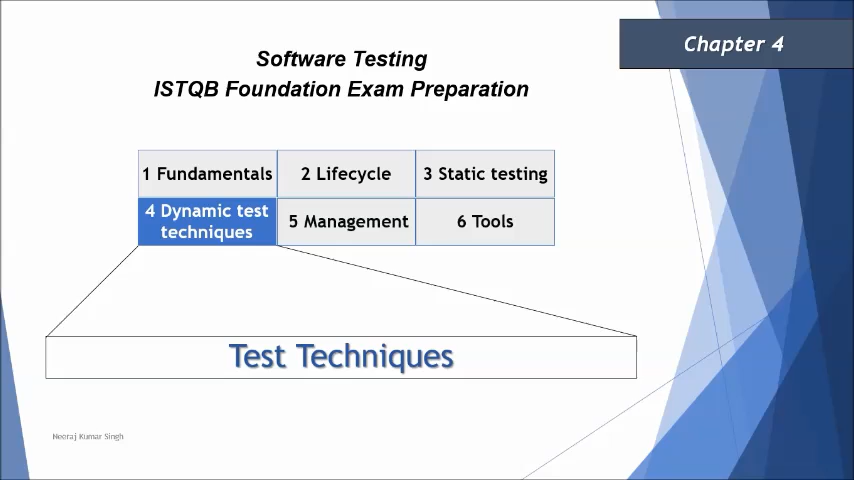 Chapter 4
Software Testing
ISTQB Foundation Exam Preparation
1 Fundamentals
2 Lifecycle
3 Static testing
4 Dynamic test
techniques
5 Management
6 Tools
Test Techniques
Neeraj Kumar Singh